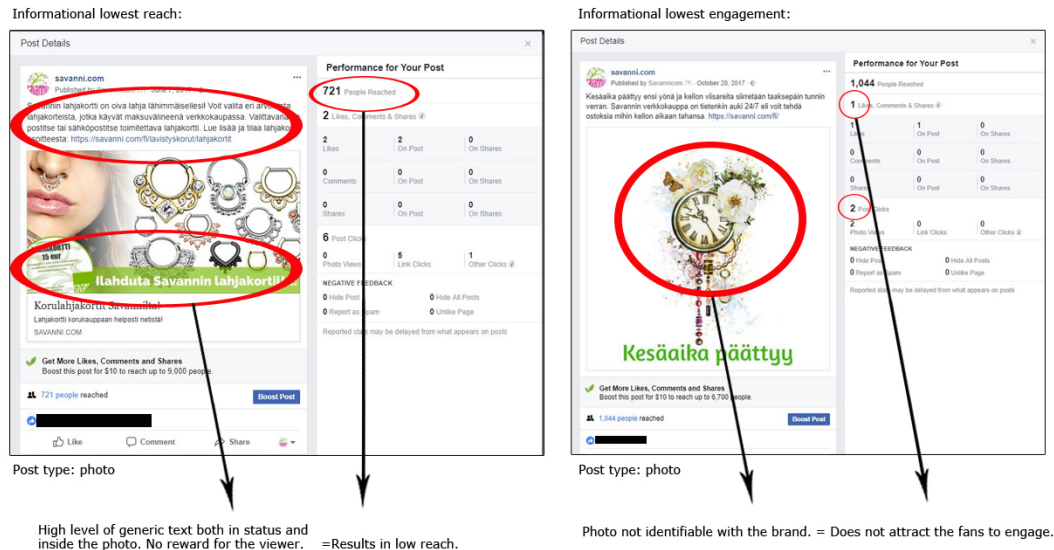 Informational lowest reach:
Post Details
savanni.com
Published by Savannicom
June 7, 2017
Savannin lahjakortti on oiva lahja lähimmäisellesi! Voit valita eri arvoisista
lahjakorteista, jotka käyvät maksuvälineenä verkkokaupassa. Valittavana
postitse tai sähköpostitse toimitettava lahjakortti. Lue lisää ja tilaa lahjakortti
osoitteesta: https://savanni.com/fi/lavistyskorut/lahjakortit
15 eur
Ilahduta Savannin lahjakortilla
Korulahjakortit Savannilta!
Lahjakortti korukauppaan helposti netistä!
SAVANNI.COM
Get More Likes, Comments and Shares
Boost this post for $10 to reach up to 9,000 people.
721 people reached
Boost Post
Like Comment Share
Performance for Your Post
721 People Reached
2 Likes, Comments & Shares
2 2 0
Likes On Post On Shares
0 0 0
Comments On Post On Shares
0 0 0
Shares On Post On Shares
6 Post Clicks
0 5 1
Photo Views Link Clicks Other Clicks
NEGATIVE FEEDBACK
0 Hide Post 0 Hide All Posts
0 Report as Spam 0 Unlike Page
Reported stats may be delayed from what appears on posts
Post type: photo
High level of generic text both in status and
inside the photo. No reward for the viewer.
=Results in low reach.
Informational lowest engagement:
Post Details
savanni.com
Published by Savannicom · October 28, 2017
Kesäaika päättyy ensi yönä ja kellon viisareita siirretään taaksepäin tunnin
verran. Savannin verkkokauppa on tietenkin auki 24/7 eli voit tehdä
ostoksia mihin kellon aikaan tahansa. https://savanni.com/fi/
Kesäaika päättyy
Get More Likes, Comments and Shares
Boost this post for $10 to reach up to 6,700 people.
1,044 people reached
Boost Post
Performance for Your Post
1,044 People Reached
1 Likes, Comments & Shares
1 1 0
Likes On Post On Shares
0 0 0
Comments On Post On Shares
0 0 0
Shares On Post On Shares
2 Post Clicks
2 0 0
Photo Views Link Clicks Other Clicks
NEGATIVE FEEDBACK
0 Hide Post 0 Hide All Posts
0 Report as Spam 0 Unlike Page
Reported stats may be delayed from what appears on posts
Post type: photo
Photo not identifiable with the brand. = Does not attract the fans to engage.